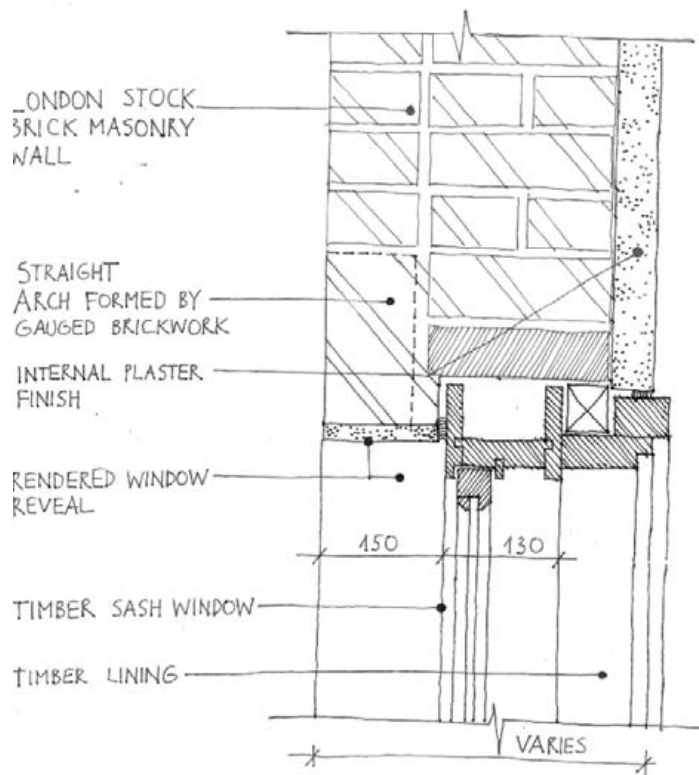 LONDON STOCK
BRICK MASONRY
WALL
STRAIGHT
ARCH FORMED BY
GAUGED BRICKWORK
INTERNAL PLASTER
FINISH
RENDERED WINDOW
REVEAL
150
130
TIMBER SASH WINDOW
TIMBER LINING
VARIES